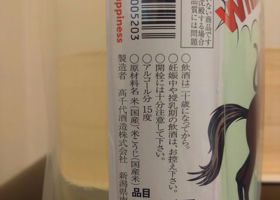 Wi
ppiness
005203
○飲酒は二十歳になってから。
○妊娠中や授乳期の飲酒は、お控え下さい。
○開栓には十分注意して下さい。
○アルコール分 15度
○原材料名 米(国産)、米こうじ(国産米)
製造者 高千代酒造株式会社 新潟県南
品目